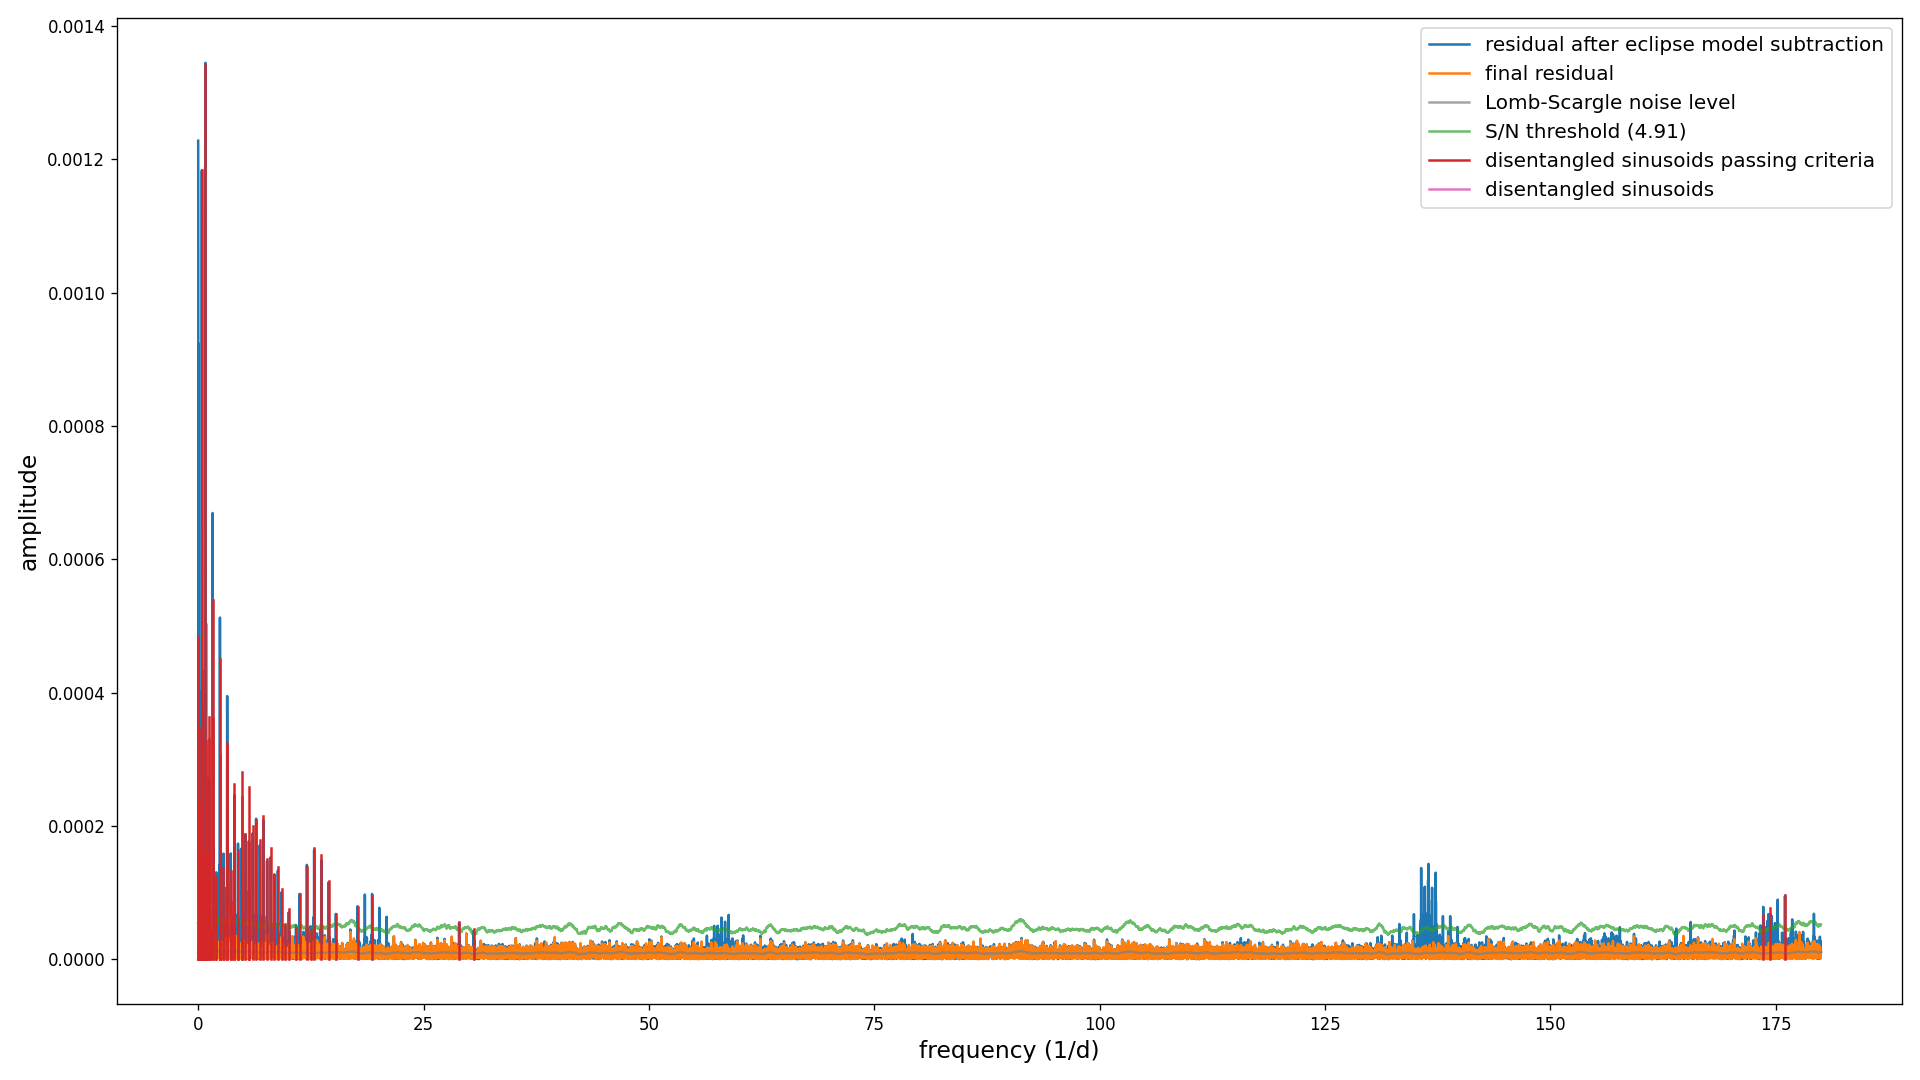 0.0014
0.0012
0.0010
0.0008
0.0006
0.0004
0.0002
0.0000
amplitude
residual after eclipse model subtraction
final residual
Lomb-Scargle noise level
S/N threshold (4.91)
disentangled sinusoids passing criteria
disentangled sinusoids
0 25 50 75 100 125 150 175
frequency (1/d)